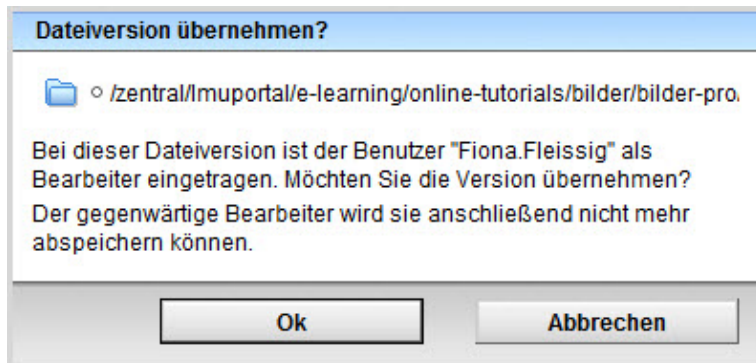 Dateiversion übernehmen?
/zentral/lmuportal/e-learning/online-tutorials/bilder/bilder-pro
Bei dieser Dateiversion ist der Benutzer "Fiona.Fleissig" als
Bearbeiter eingetragen. Möchten Sie die Version übernehmen?
Der gegenwärtige Bearbeiter wird sie anschließend nicht mehr
abspeichern können.
Ok
Abbrechen